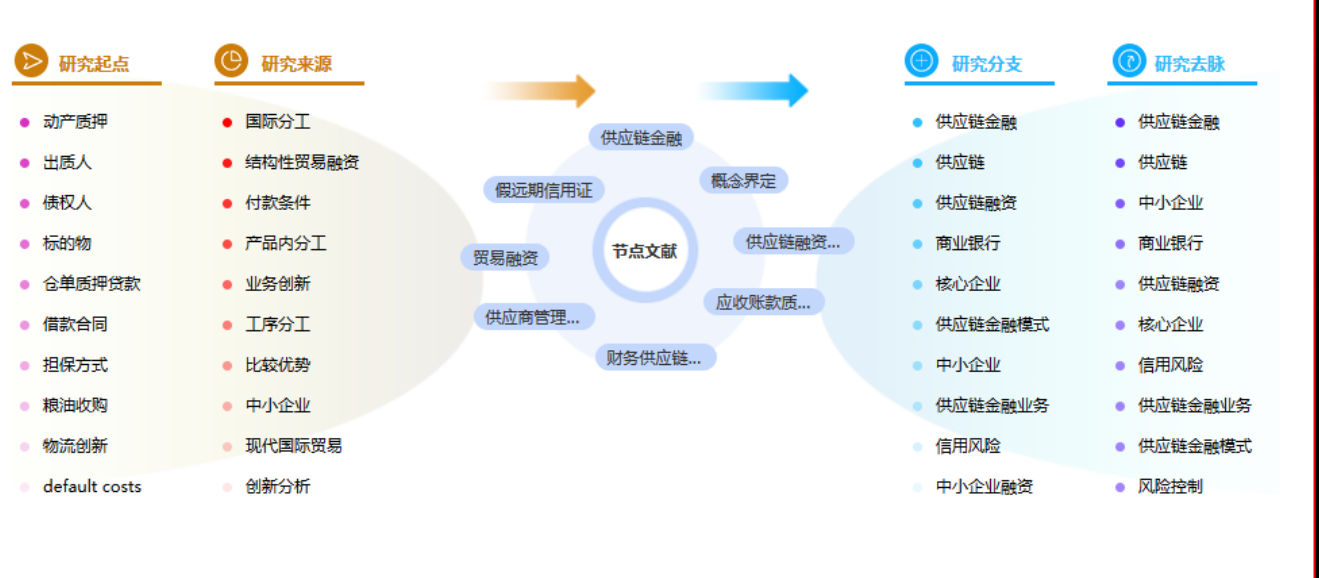 研究起点
动产质押
出质人
债权人
标的物
仓单质押贷款
借款合同
担保方式
粮油收购
物流创新
default costs
研究来源
国际分工
结构性贸易融资
付款条件
产品内分工
业务创新
工序分工
比较优势
中小企业
现代国际贸易
创新分析
供应链金融
假远期信用证
概念界定
供应链融资...
节点文献
贸易融资
应收账款质...
供应商管理...
财务供应链...
研究分支
供应链金融
供应链
供应链融资
商业银行
核心企业
供应链金融模式
中小企业
供应链金融业务
信用风险
中小企业融资
研究去脉
供应链金融
供应链
中小企业
商业银行
供应链融资
核心企业
信用风险
供应链金融业务
供应链金融模式
风险控制